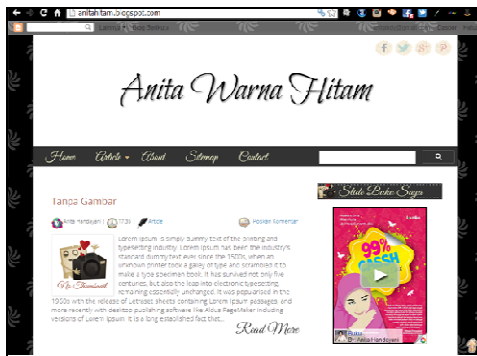 anitahitam.blogspot.com
Anita Warna Hitam
Home Article About Sitemap Contact
Slide Buku Saya
Tanpa Gambar
Anita Handayani 17:35 Article Poskan Komentar
Lorem Ipsum is simply dummy text of the printing and
typesetting industry. Lorem Ipsum has been the industry's
standard dummy text ever since the 1500s, when an
unknown printer took a galley of type and scrambled it to
make a type specimen book. It has survived not only five
centuries, but also the leap into electronic typesetting,
remaining essentially unchanged. It was popularised in the
1960s with the release of Letraset sheets containing Lorem Ipsum passages, and
more recently with desktop publishing software like Aldus PageMaker including
versions of Lorem Ipsum. It is a long established fact that...
No Thumbnail
Read More
99%
By : Anita Handayani